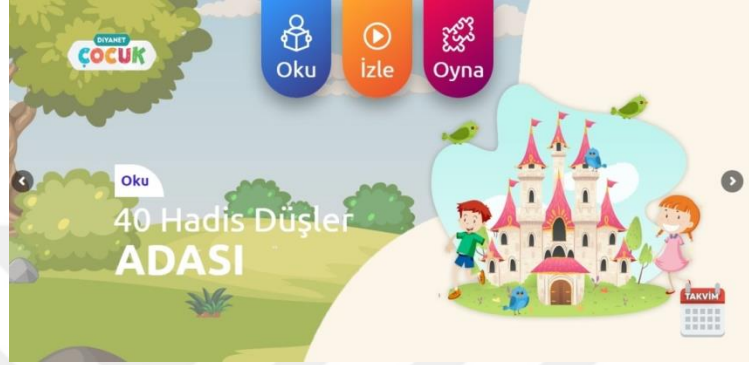 DİYANET
ÇOCUK
Oku
İzle
Oyna
Oku
40 Hadis Düşler
ADASI
TAKVİM